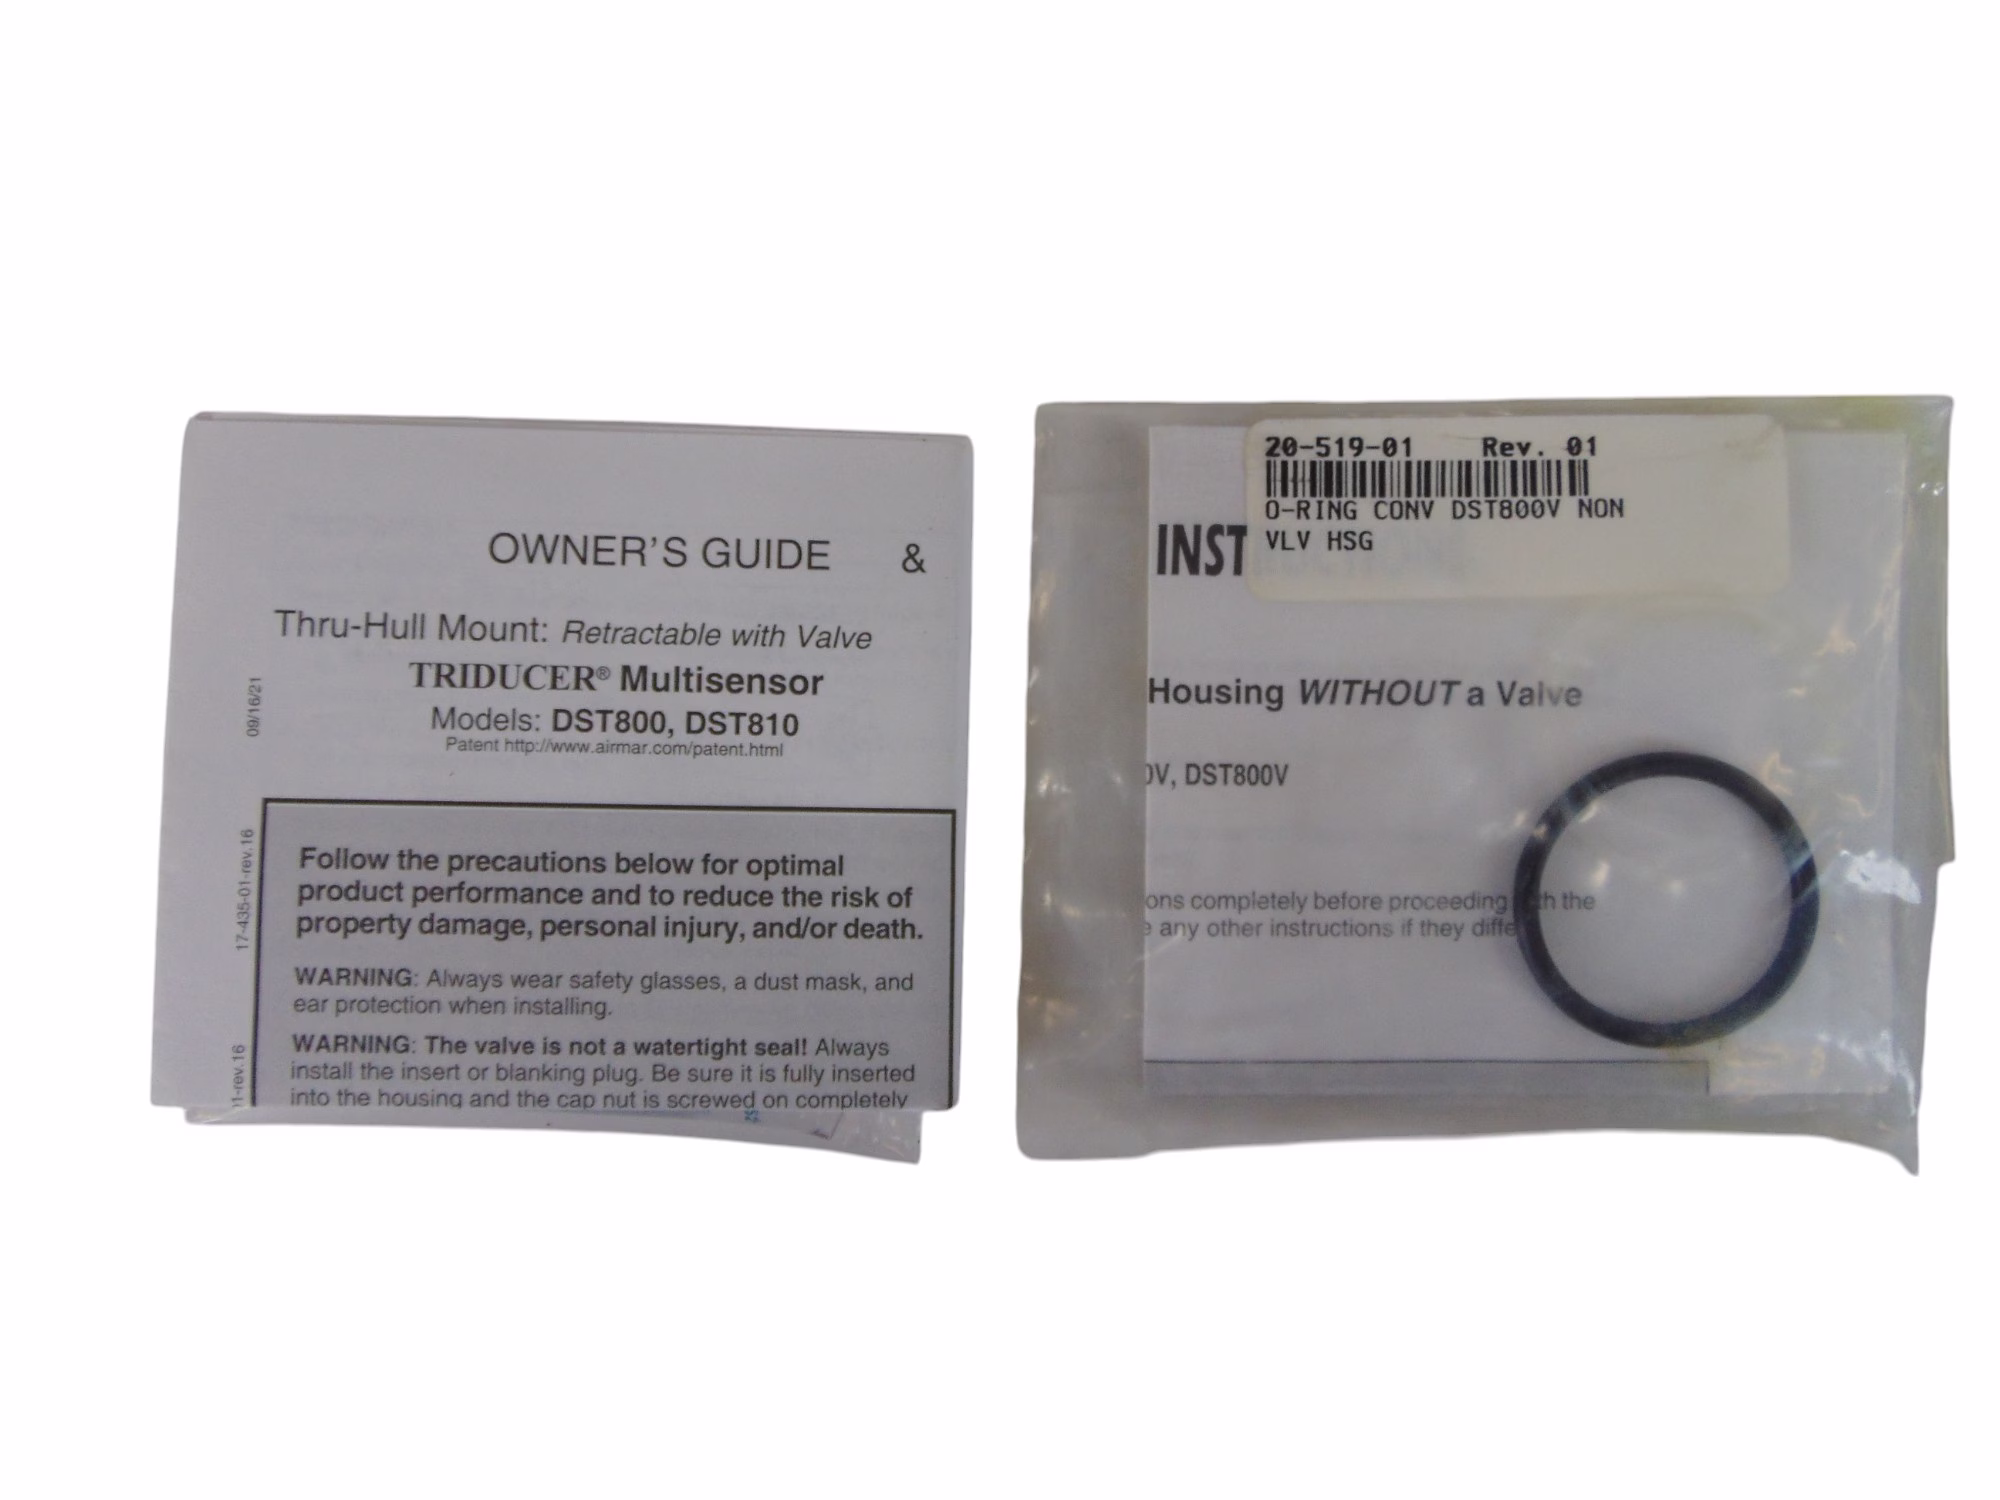 OWNER'S GUIDE &
Thru-Hull Mount: Retractable with Valve
TRIDUCER® Multisensor
Models: DST800, DST810
Patent http://www.airmar.com/patent.html
09/16/21
17-435-01-rev.16
Follow the precautions below for optimal
product performance and to reduce the risk of
property damage, personal injury, and/or death.
WARNING: Always wear safety glasses, a dust mask, and
ear protection when installing.
WARNING: The valve is not a watertight seal! Always
install the insert or blanking plug. Be sure it is fully inserted
into the housing and the cap nut is screwed on completely
1-rev.16
20-519-01 Rev. 01
O-RING CONV DST800V NON
VLV HSG
INST
Housing WITHOUT a Valve
V, DST800V
ons completely before proceeding th the
any other instructions if they diffe